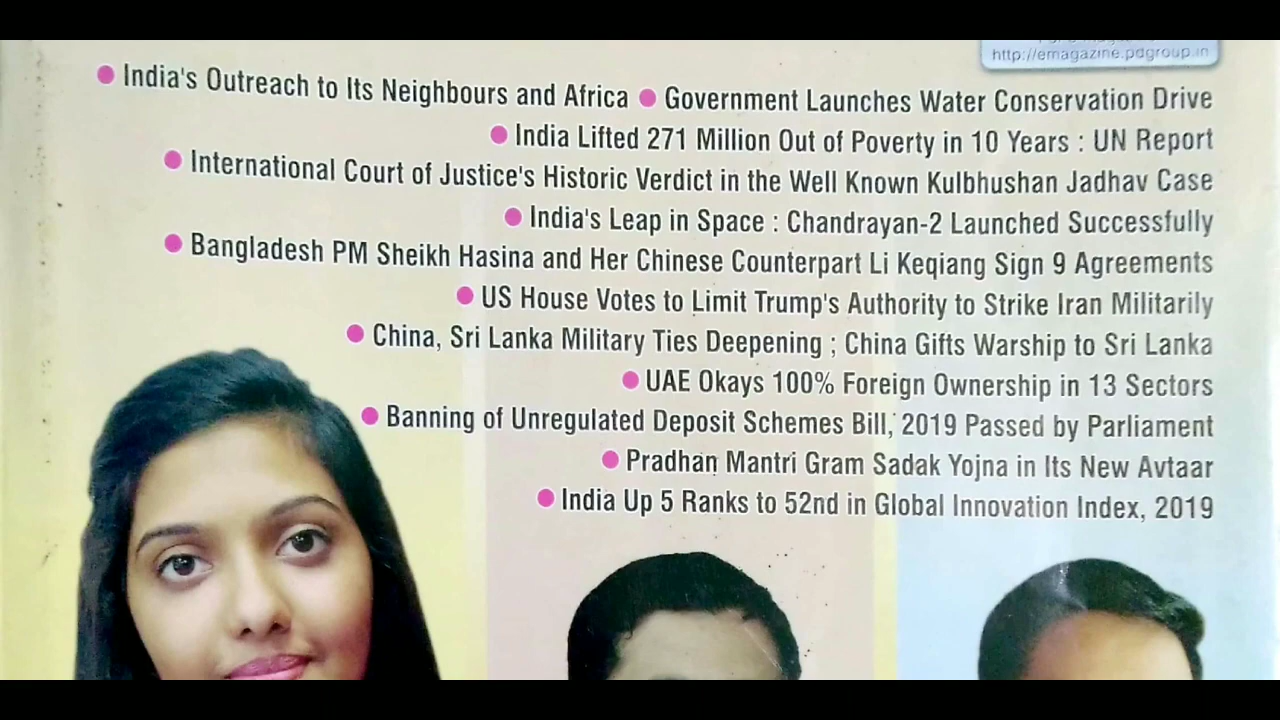 http://emagazine.pdgroup.in
● India's Outreach to Its Neighbours and Africa ● Government Launches Water Conservation Drive
● India Lifted 271 Million Out of Poverty in 10 Years : UN Report
● International Court of Justice's Historic Verdict in the Well Known Kulbhushan Jadhav Case
● India's Leap in Space : Chandrayan-2 Launched Successfully
● Bangladesh PM Sheikh Hasina and Her Chinese Counterpart Li Keqiang Sign 9 Agreements
● US House Votes to Limit Trump's Authority to Strike Iran Militarily
● China, Sri Lanka Military Ties Deepening ; China Gifts Warship to Sri Lanka
● UAE Okays 100% Foreign Ownership in 13 Sectors
● Banning of Unregulated Deposit Schemes Bill, 2019 Passed by Parliament
● Pradhan Mantri Gram Sadak Yojna in Its New Avtaar
● India Up 5 Ranks to 52nd in Global Innovation Index, 2019